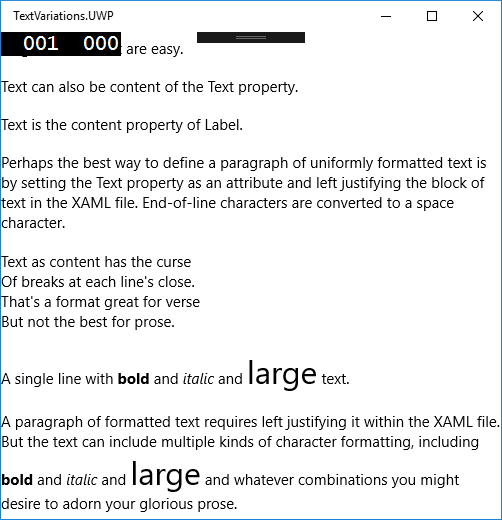 TextVariations.UWP
001 000
are easy.
Text can also be content of the Text property.
Text is the content property of Label.
Perhaps the best way to define a paragraph of uniformly formatted text is
by setting the Text property as an attribute and left justifying the block of
text in the XAML file. End-of-line characters are converted to a space
character.
Text as content has the curse
Of breaks at each line's close.
That's a format great for verse
But not the best for prose.
A single line with bold and italic and large text.
A paragraph of formatted text requires left justifying it within the XAML file.
But the text can include multiple kinds of character formatting, including
bold and italic and large and whatever combinations you might
desire to adorn your glorious prose.